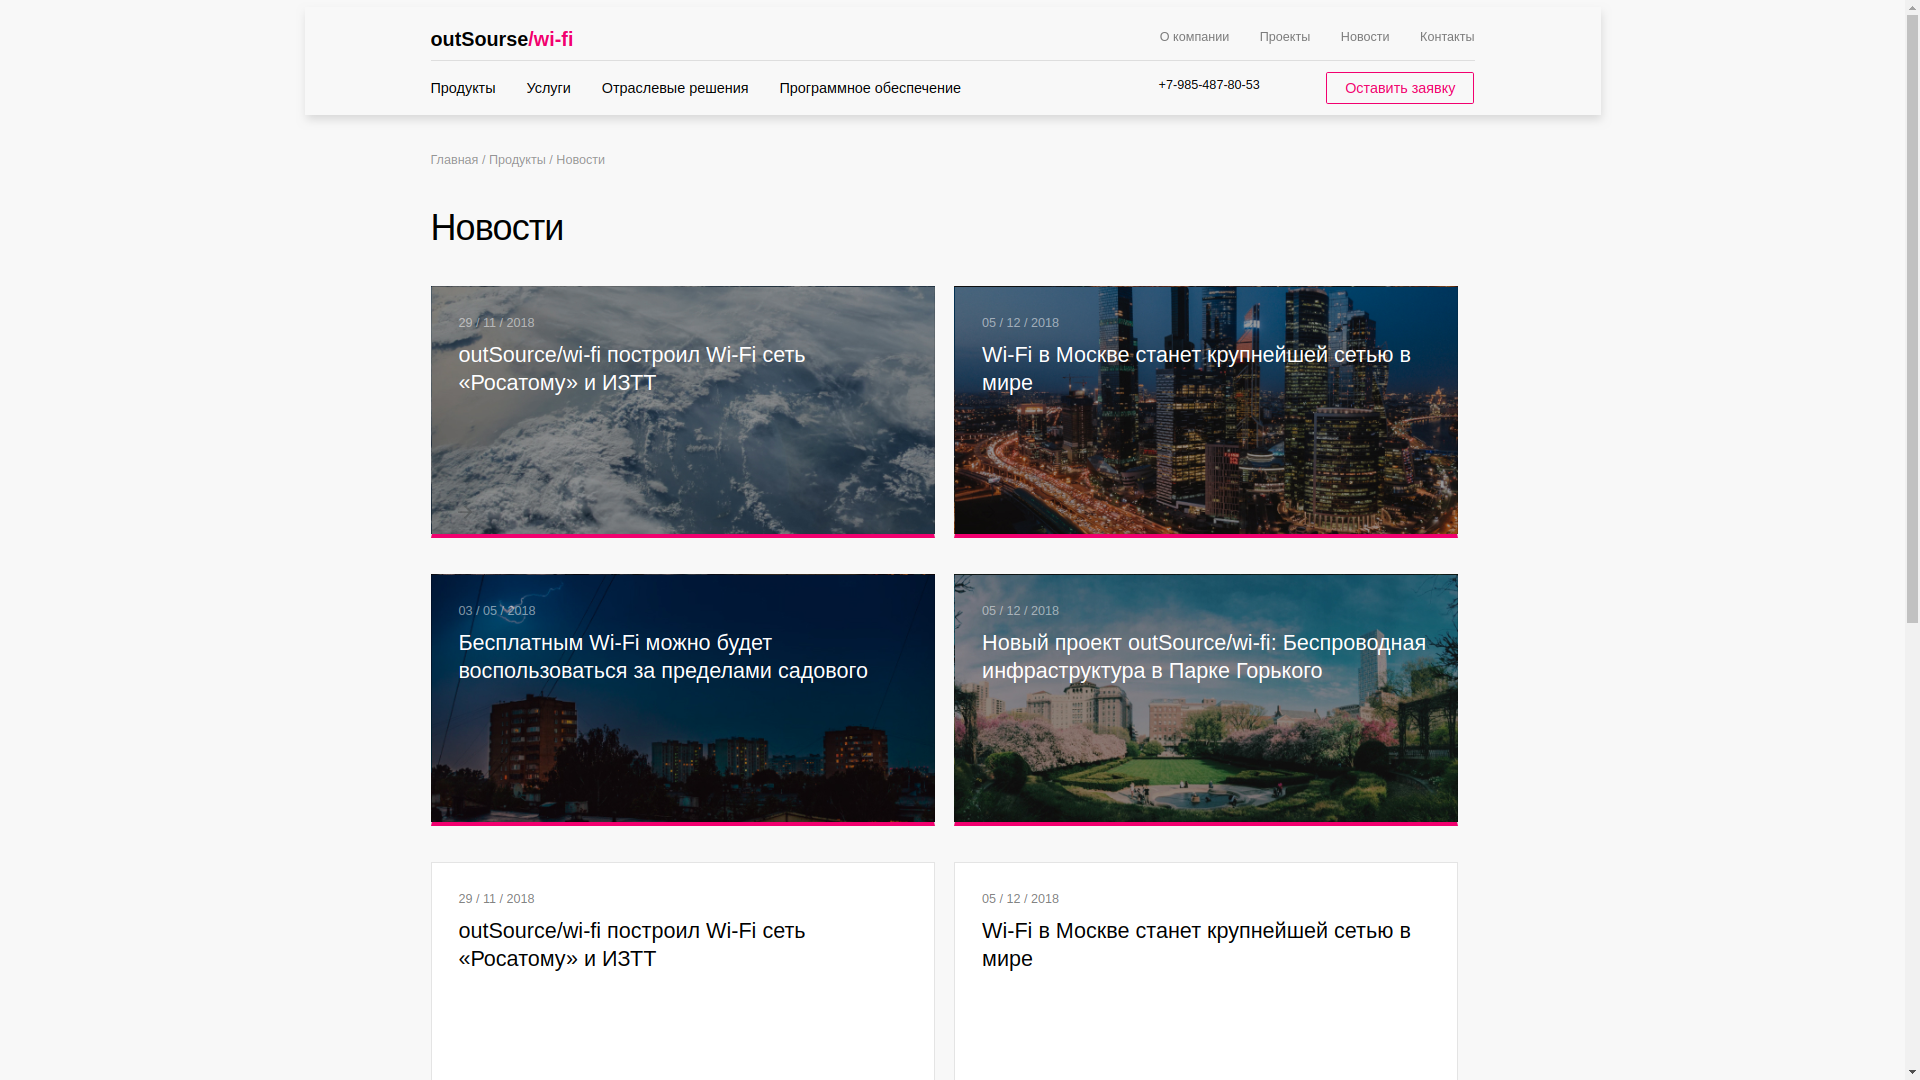 outSourse/wi-fi
О компании Проекты Новости Контакты
Продукты Услуги Отраслевые решения Программное обеспечение
+7-985-487-80-53
Оставить заявку
Главная / Продукты / Новости
Новости
29 / 11 / 2018
outSource/wi-fi построил Wi-Fi сеть
«Росатому» и ИЗТТ
05 / 12 / 2018
Wi-Fi в Москве станет крупнейшей сетью в
мире
03 / 05 / 2018
Бесплатным Wi-Fi можно будет
воспользоваться за пределами садового
05 / 12 / 2018
Новый проект outSource/wi-fi: Беспроводная
инфраструктура в Парке Горького
29 / 11 / 2018
outSource/wi-fi построил Wi-Fi сеть
«Росатому» и ИЗТТ
05 / 12 / 2018
Wi-Fi в Москве станет крупнейшей сетью в
мире